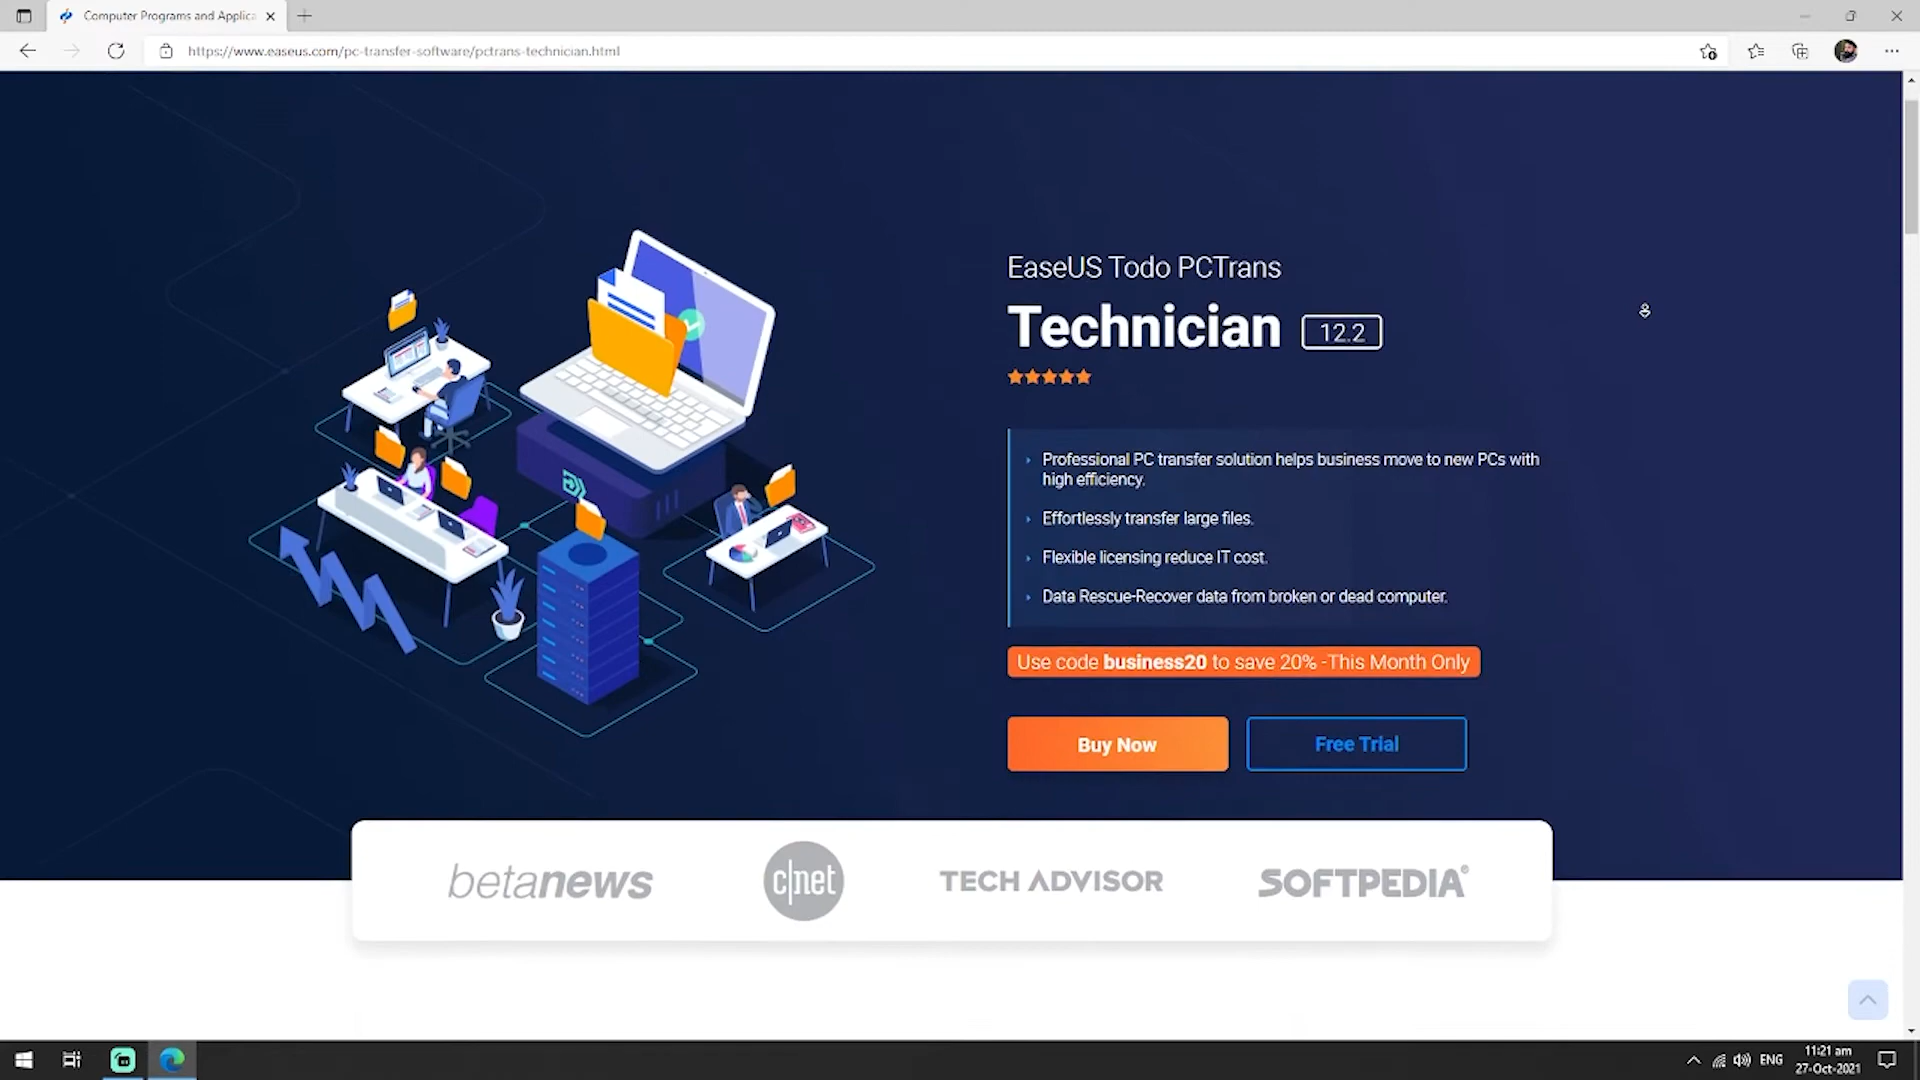 Computer Programs and Applica
https://www.easeus.com/pc-transfer-software/pctrans-technician.html
EaseUS Todo PCTrans
Technician 12.2
Professional PC transfer solution helps business move to new PCs with
high efficiency.
Effortlessly transfer large files.
Flexible licensing reduce IT cost.
Data Rescue-Recover data from broken or dead computer.
Use code business20 to save 20% -This Month Only
Buy Now
Free Trial
betanews
c|net
TECH ADVISOR
SOFTPEDIA®
ENG
11:21 am
27-Oct-2021